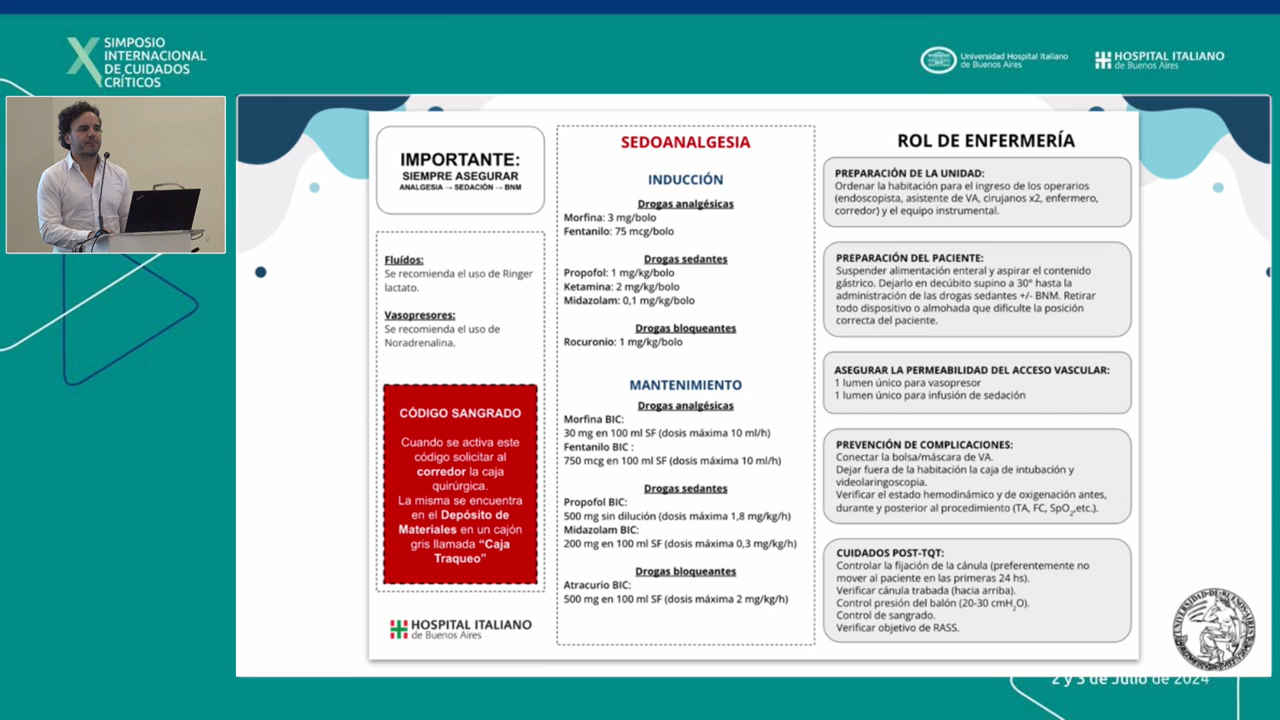 SIMPOSIO
INTERNACIONAL
DE CUIDADOS
CRÍTICOS
Universidad Hospital Italiano
de Buenos Aires
HOSPITAL ITALIANO
de Buenos Aires
IMPORTANTE:
SIEMPRE ASEGURAR
ANALGESIA → SEDACIÓN → BNM
Fluídos:
Se recomienda el uso de Ringer
lactato.
Vasopresores:
Se recomienda el uso de
Noradrenalina.
CÓDIGO SANGRADO
Cuando se activa este
código solicitar al
corredor la caja
quirúrgica.
La misma se encuentra
en el Depósito de
Materiales en un cajón
gris llamada “Caja
Traqueo”
HOSPITAL ITALIANO
de Buenos Aires
SEDOANALGESIA
INDUCCIÓN
Drogas analgésicas
Morfina: 3 mg/bolo
Fentanilo: 75 mcg/bolo
Drogas sedantes
Propofol: 1 mg/kg/bolo
Ketamina: 2 mg/kg/bolo
Midazolam: 0,1 mg/kg/bolo
Drogas bloqueantes
Rocuronio: 1 mg/kg/bolo
MANTENIMIENTO
Drogas analgésicas
Morfina BIC:
30 mg en 100 ml SF (dosis máxima 10 ml/h)
Fentanilo BIC :
750 mcg en 100 ml SF (dosis máxima 10 ml/h)
Drogas sedantes
Propofol BIC:
500 mg sin dilución (dosis máxima 1,8 mg/kg/h)
Midazolam BIC:
200 mg en 100 ml SF (dosis máxima 0,3 mg/kg/h)
Drogas bloqueantes
Atracurio BIC:
500 mg en 100 ml SF (dosis máxima 2 mg/kg/h)
ROL DE ENFERMERÍA
PREPARACIÓN DE LA UNIDAD:
Ordenar la habitación para el ingreso de los operarios
(endoscopista, asistente de VA, cirujanos x2, enfermero,
corredor) y el equipo instrumental.
PREPARACIÓN DEL PACIENTE:
Suspender alimentación enteral y aspirar el contenido
gástrico. Dejarlo en decúbito supino a 30° hasta la
administración de las drogas sedantes +/- BNM. Retirar
todo dispositivo o almohada que dificulte la posición
correcta del paciente.
ASEGURAR LA PERMEABILIDAD DEL ACCESO VASCULAR:
1 lumen único para vasopresor
1 lumen único para infusión de sedación
PREVENCIÓN DE COMPLICACIONES:
Conectar la bolsa/máscara de VA.
Dejar fuera de la habitación la caja de intubación y
videolaringoscopia.
Verificar el estado hemodinámico y de oxigenación antes,
durante y posterior al procedimiento (TA, FC, SpO2,etc.).
CUIDADOS POST-TQT:
Controlar la fijación de la cánula (preferentemente no
mover al paciente en las primeras 24 hs).
Verificar cánula trabada (hacia arriba).
Control presión del balón (20-30 cmH2O).
Control de sangrado.
Verificar objetivo de RASS.
2 y 3 de Julio de 2024